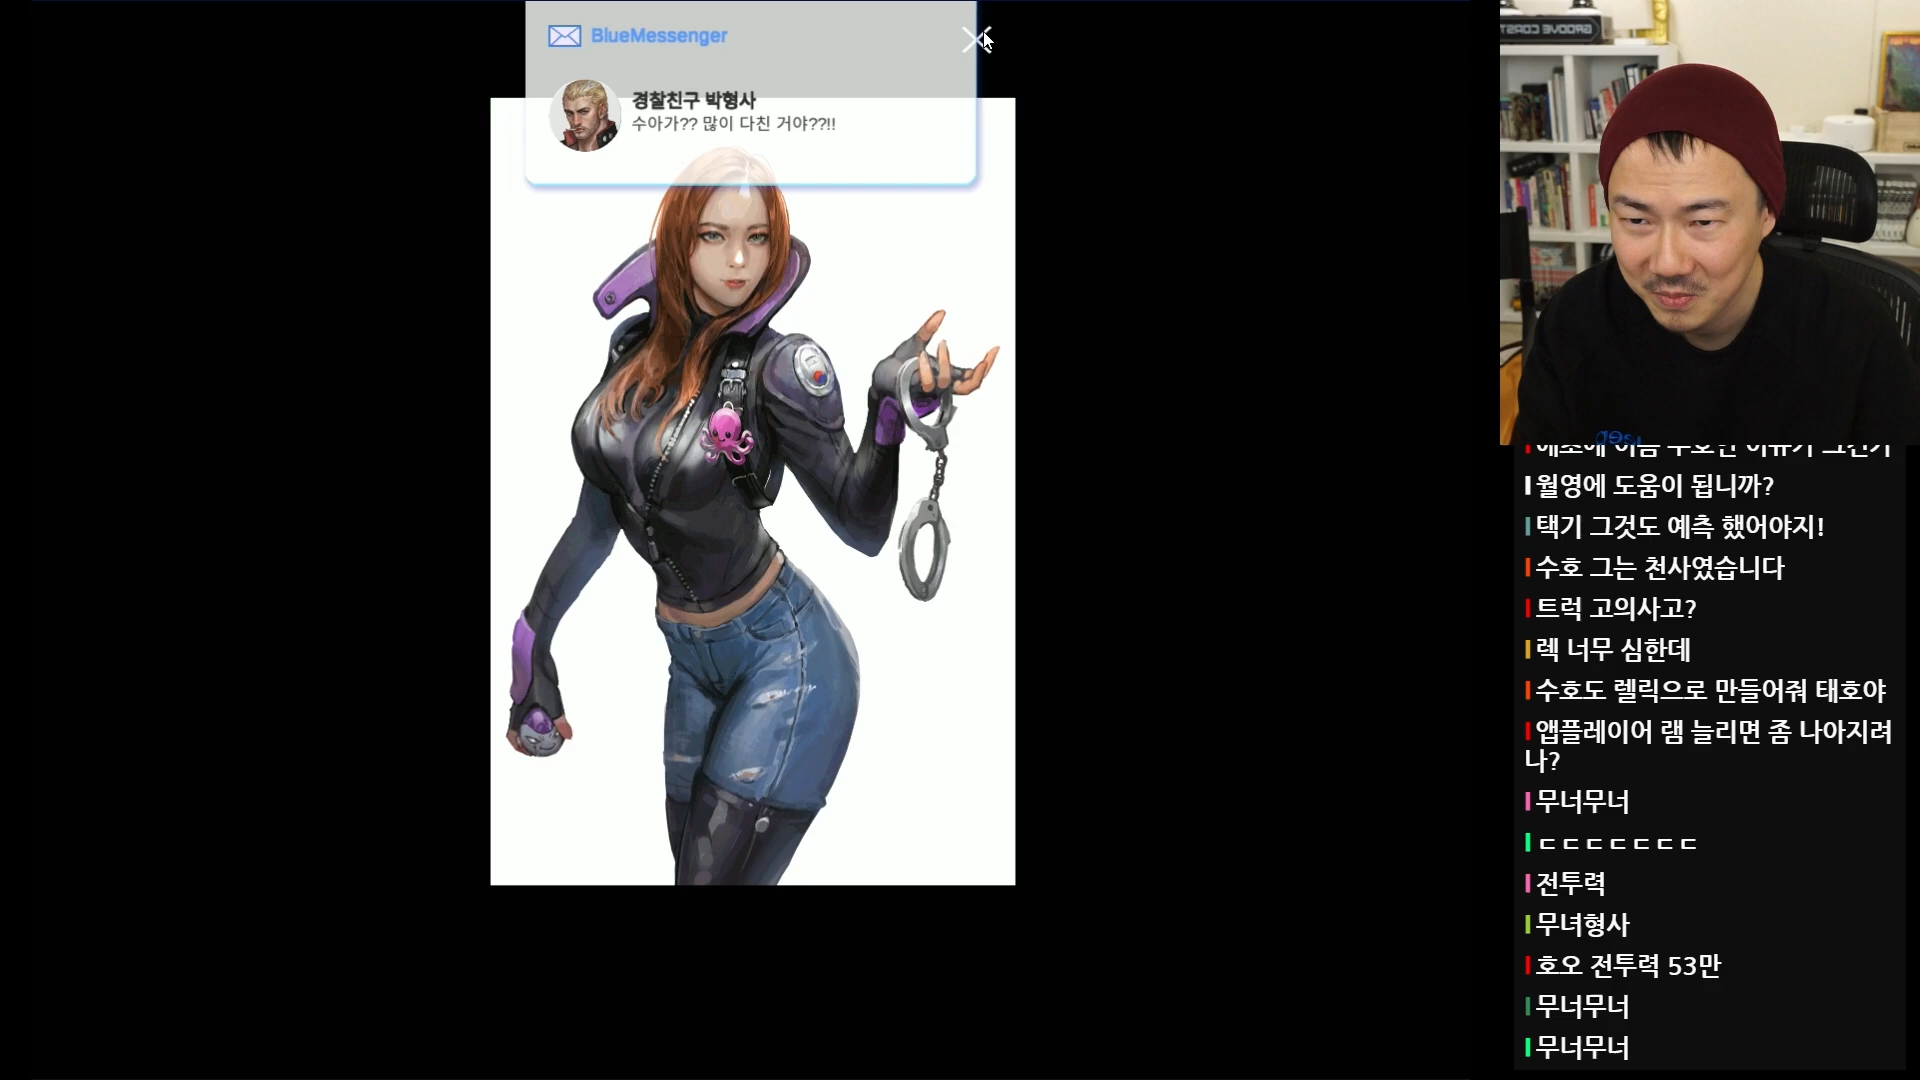 BlueMessenger
경찰친구 박형사
수아가?? 많이 다친 거야??!!
월영에 도움이 됩니까?
택기 그것도 예측 했어야지!
수호 그는 천사였습니다
트럭 고의사고?
렉 너무 심한데
수호도 렐릭으로 만들어줘 태호야
앱플레이어 램 늘리면 좀 나아지려
나?
무너무너
ㄷㄷㄷㄷㄷㄷㄷ
전투력
무녀형사
호오 전투력 53만
무너무너
무너무너